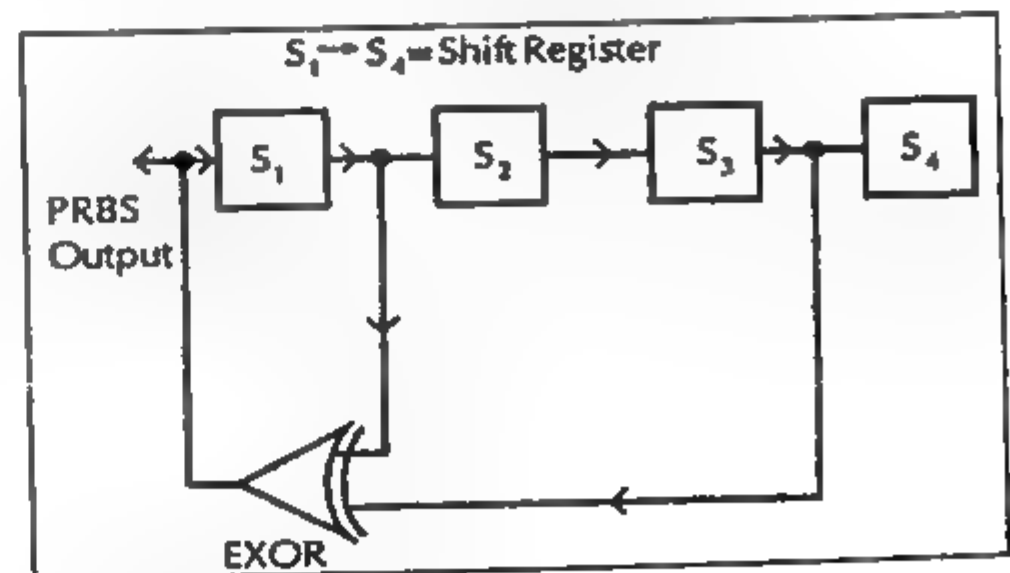 S₁→S₄=Shift Register
S₁
S₂
S₃
S₄
PRBS
Output
EXOR